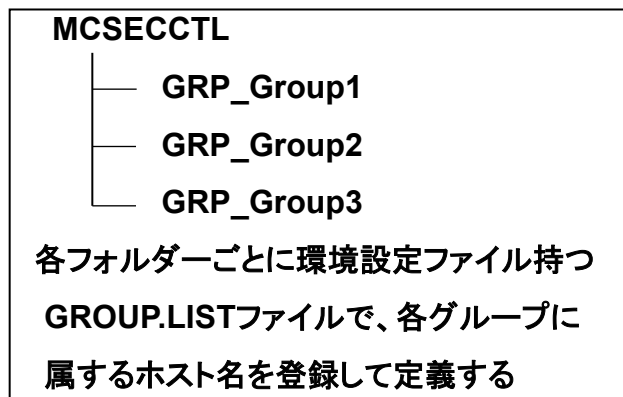 MCSECCTL
GRP_Group1
GRP_Group2
GRP_Group3
各フォルダーごとに環境設定ファイル持つ
GROUP.LISTファイルで、各グループに
属するホスト名を登録して定義する